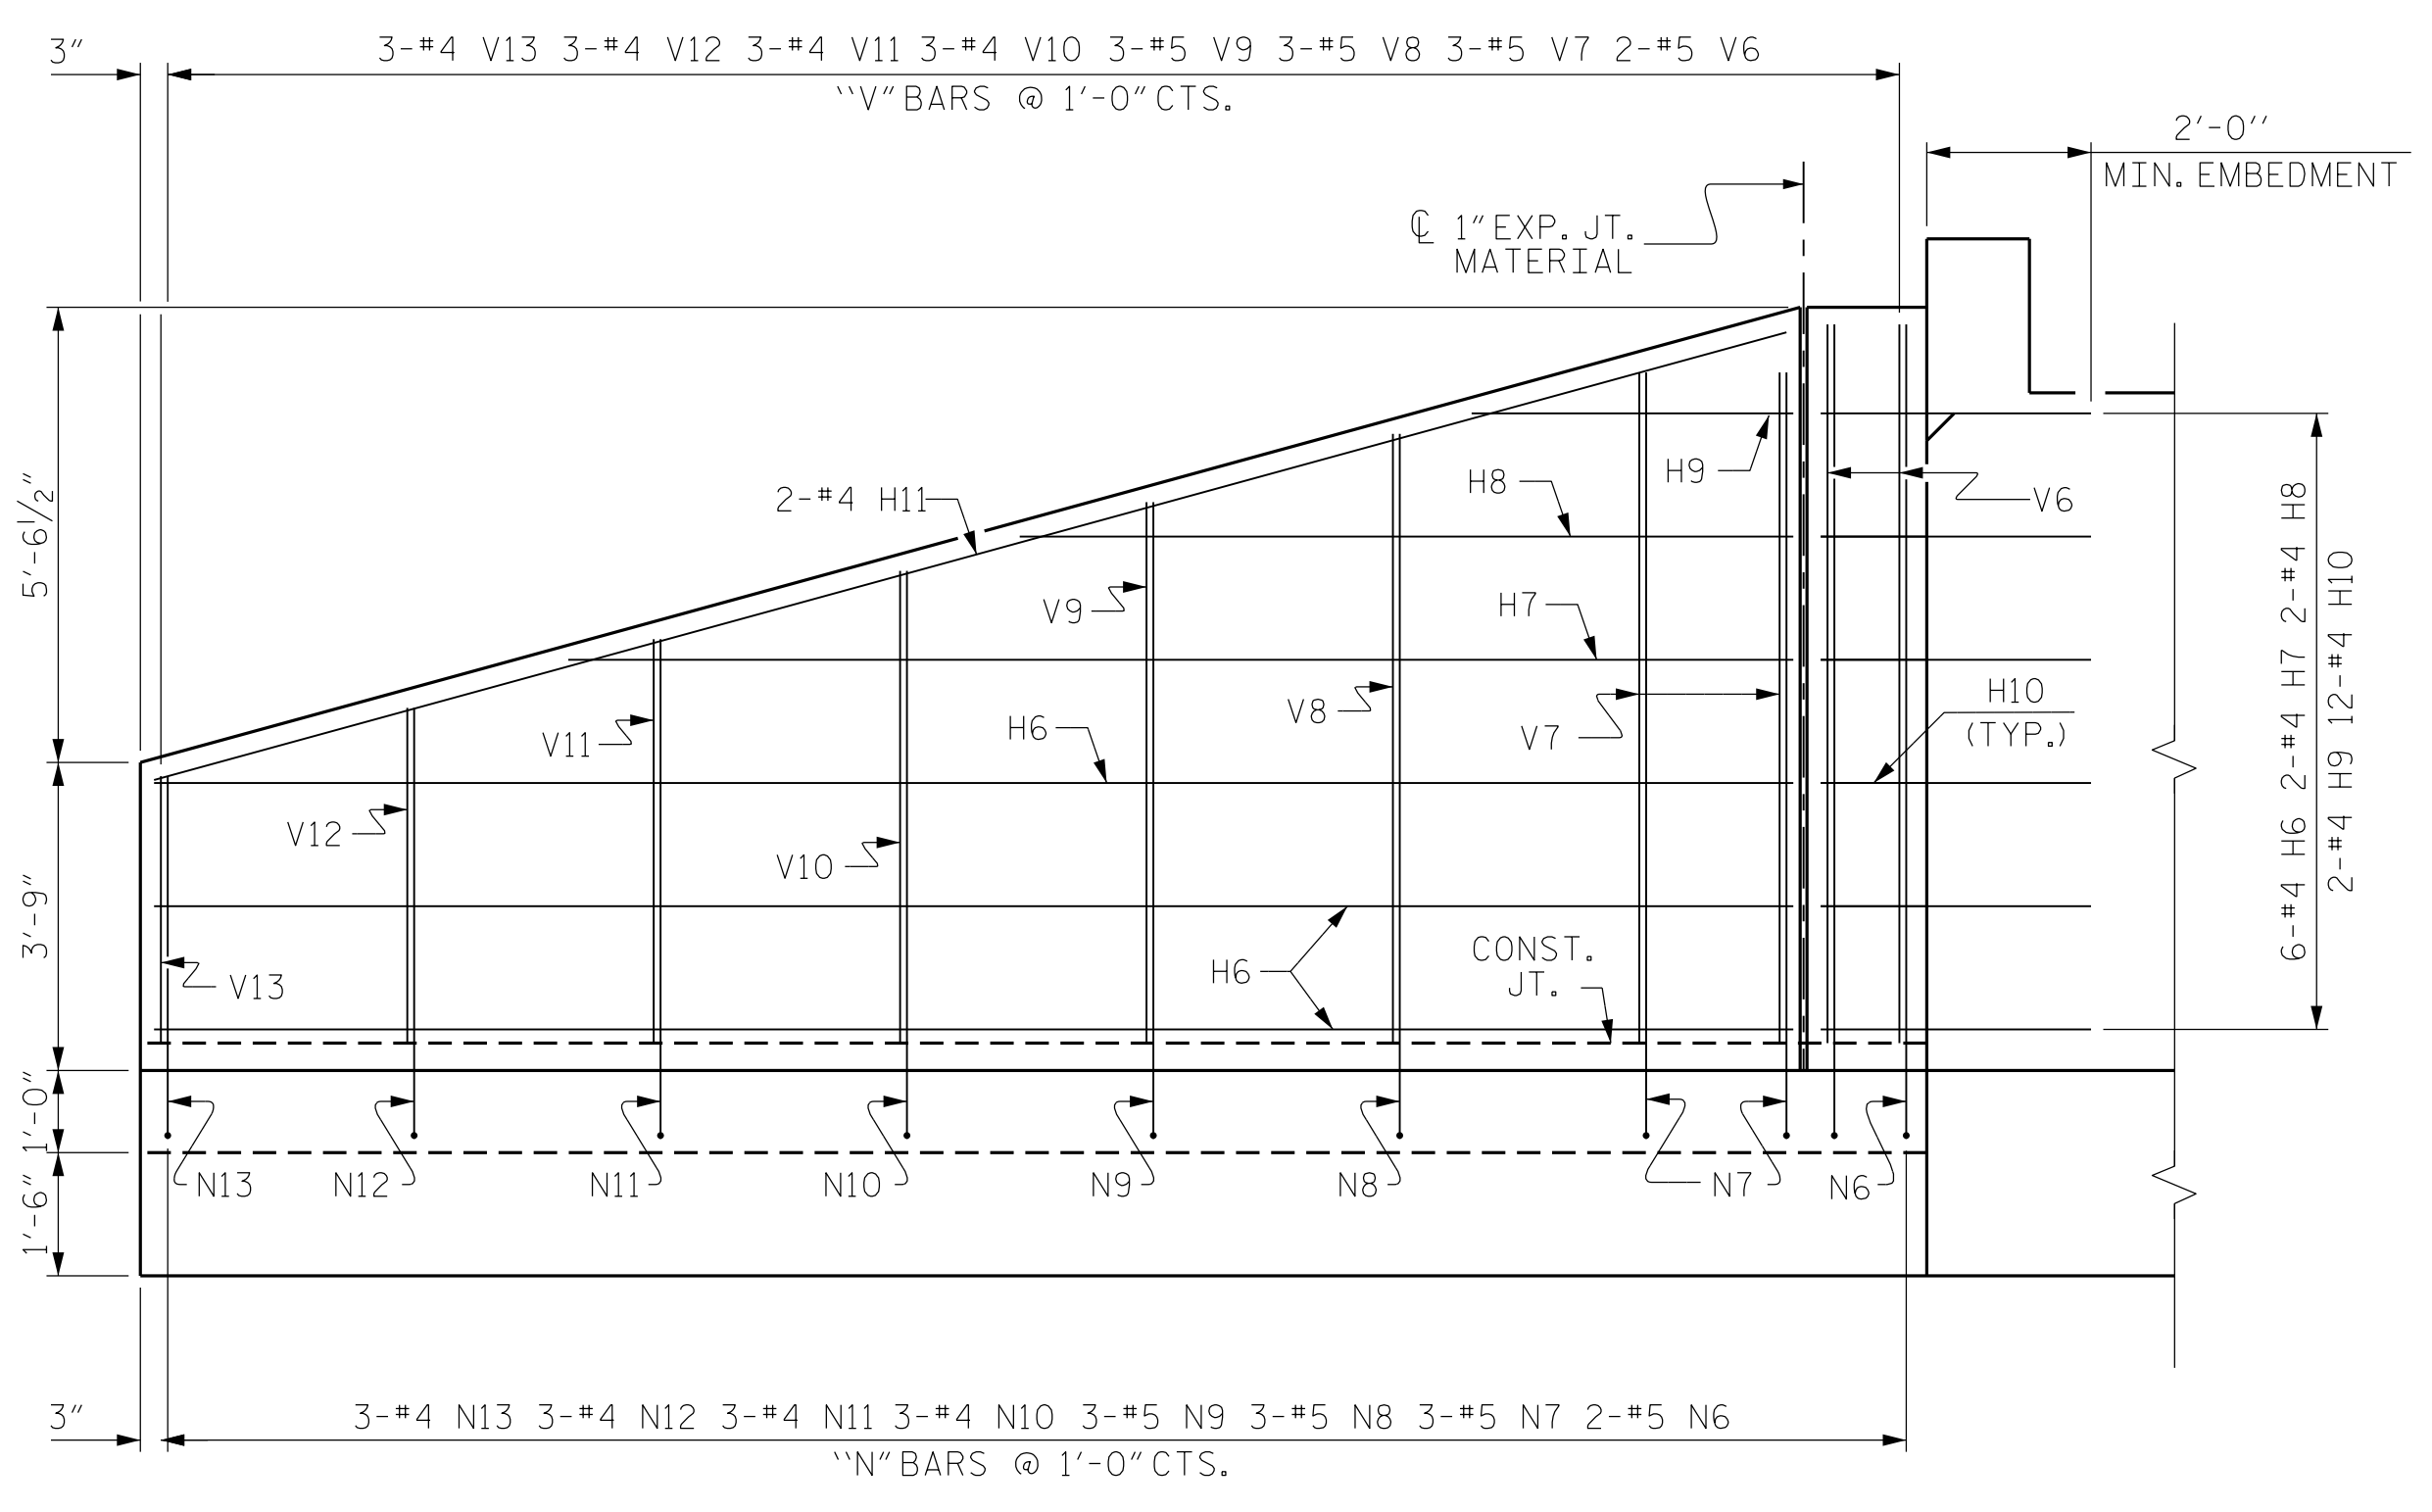 3"
3-#4 V13 3-#4 V12 3-#4 V11 3-#4 V10 3-#5 V9 3-#5 V8 3-#5 V7 2-#5 V6
"V" BARS @ 1'-0" CTS.
2'-0"
MIN. EMBEDMENT
℄ 1" EXP. JT.
MATERIAL
5'-6½"
3'-9"
1'-0"
1'-6"
2-#4 H11
H9
H8
V6
V9
H7
H10
(TYP.)
V11
H6
V8
V7
V12
V10
6-#4 H6 2-#4 H7 2-#4 H8
2-#4 H9 12-#4 H10
V13
H6
CONST.
JT.
N13
N12
N11
N10
N9
N8
N7
N6
3"
3-#4 N13 3-#4 N12 3-#4 N11 3-#4 N10 3-#5 N9 3-#5 N8 3-#5 N7 2-#5 N6
"N" BARS @ 1'-0" CTS.